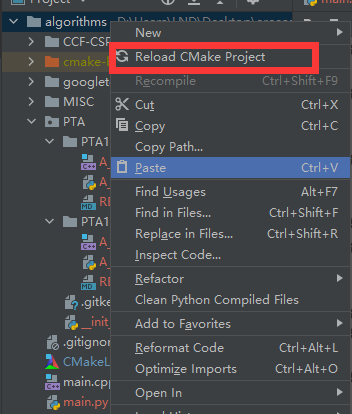 Project
main.
algorithms D:\Users\LND\Desktop\
CCF-CSP
New
cmake-
Reload CMake Project
googlet
Recompile Ctrl+Shift+F9
MISC
Cut Ctrl+X
PTA
Copy Ctrl+C
PTA1
Copy Path...
A_
Paste Ctrl+V
A_
Find Usages Alt+F7
RE
Find in Files... Ctrl+Shift+F
PTA1
Replace in Files... Ctrl+Shift+R
A_
Inspect Code...
A_
Refactor
RE
Clean Python Compiled Files
.gitke
Add to Favorites
__init_
Reformat Code Ctrl+Alt+L
.gitignor
Optimize Imports Ctrl+Alt+O
CMakeL
main.cpp
Open In
main.py